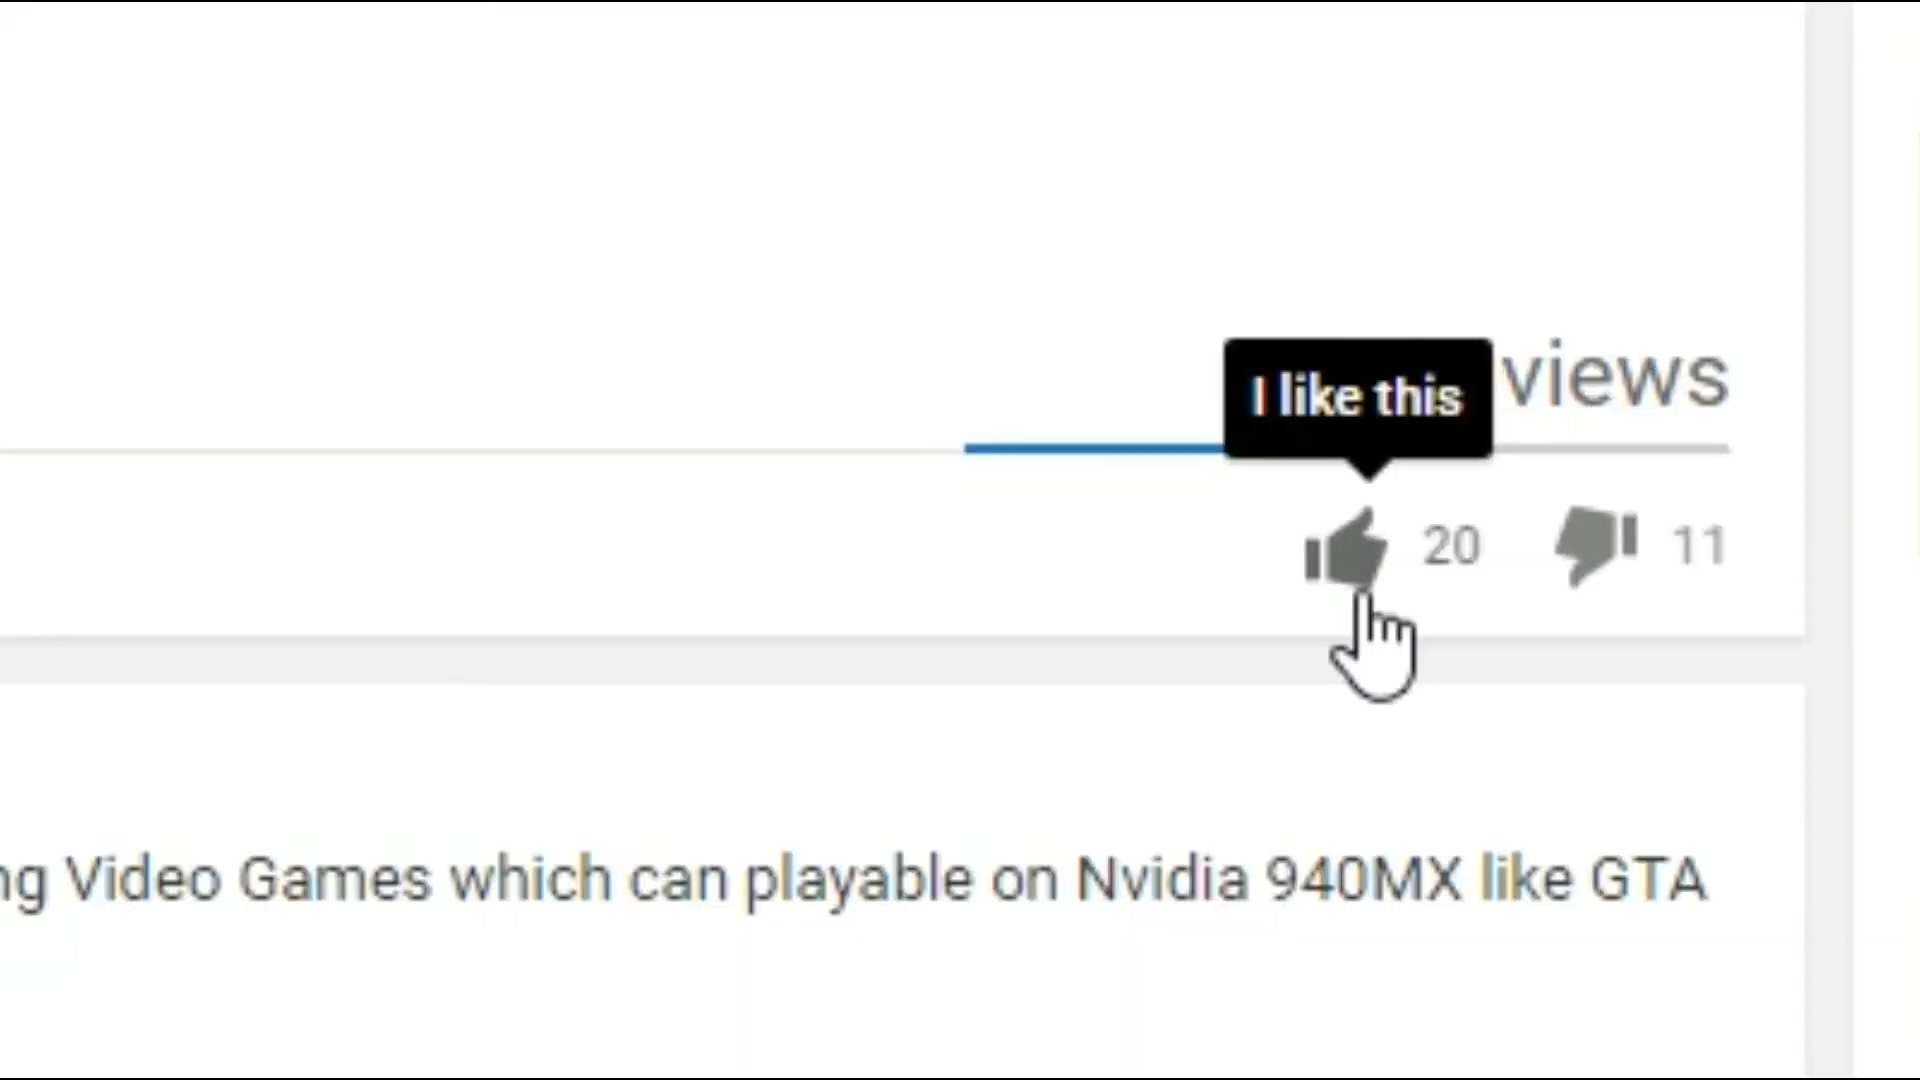 I like this
views
20 11
ng Video Games which can playable on Nvidia 940MX like GTA